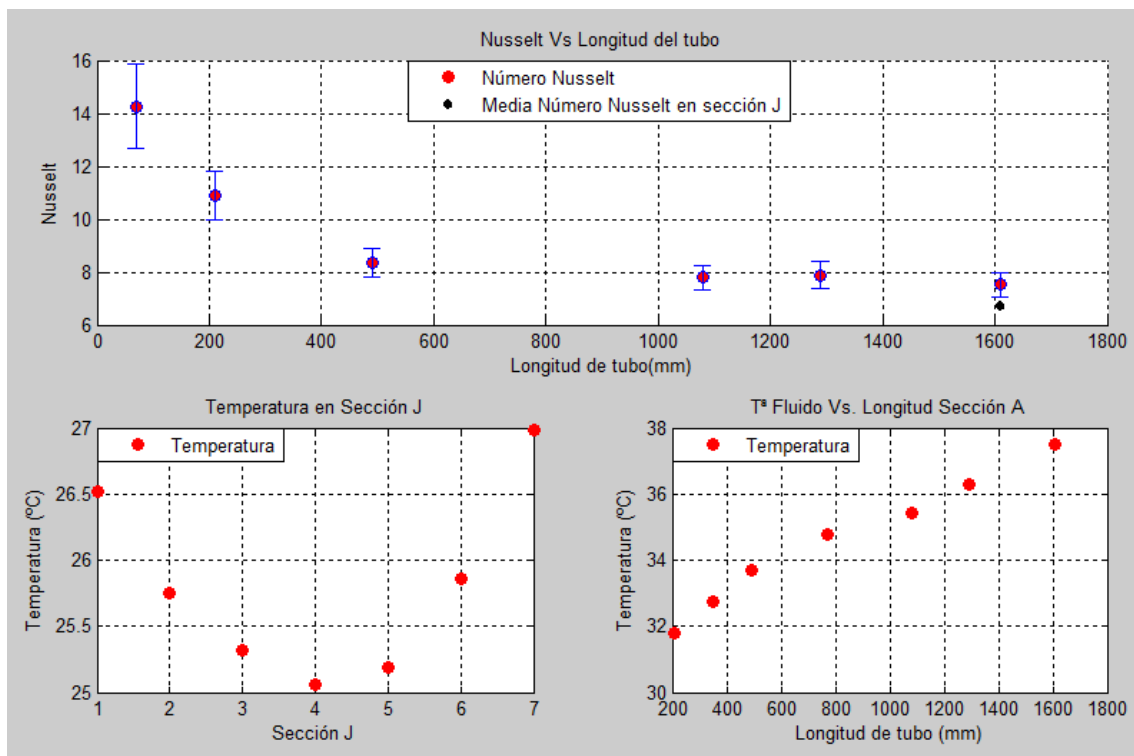 Nusselt Vs Longitud del tubo
16
14
12
10
8
6
Nusselt
Número Nusselt
Media Número Nusselt en sección J
0 200 400 600 800 1000 1200 1400 1600 1800
Longitud de tubo(mm)
Temperatura en Sección J
27
26.5
26
25.5
25
Temperatura (ºC)
Temperatura
1 2 3 4 5 6 7
Sección J
Tª Fluido Vs. Longitud Sección A
38
36
34
32
30
Temperatura (ºC)
Temperatura
200 400 600 800 1000 1200 1400 1600 1800
Longitud de tubo (mm)